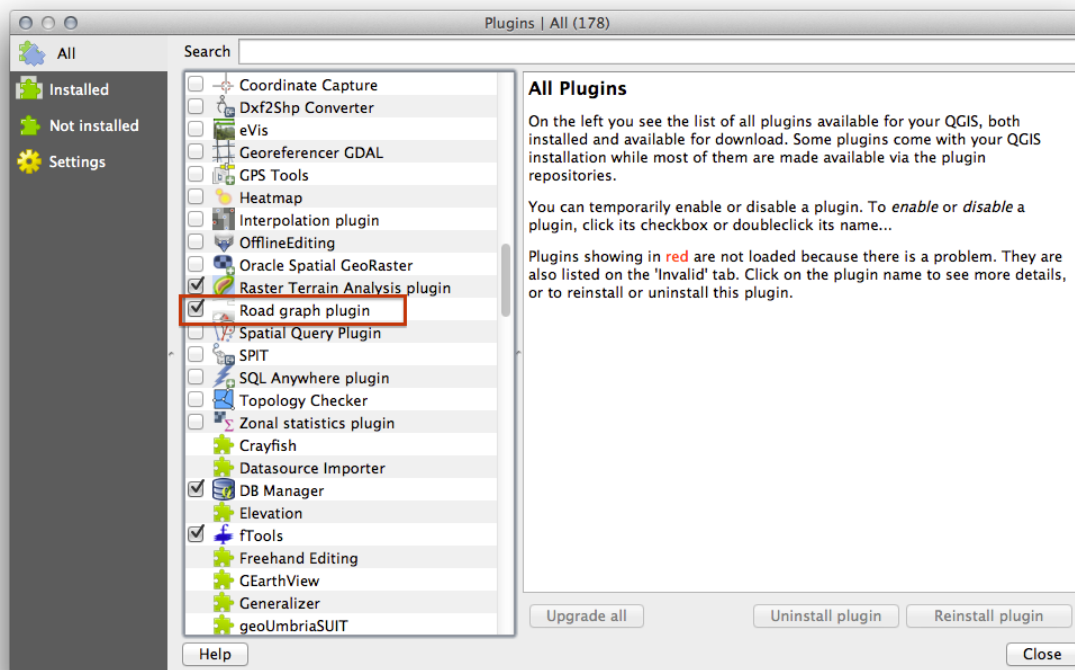 Plugins | All (178)
All
Installed
Not installed
Settings
Search
Coordinate Capture
Dxf2Shp Converter
eVis
Georeferencer GDAL
GPS Tools
Heatmap
Interpolation plugin
OfflineEditing
Oracle Spatial GeoRaster
Raster Terrain Analysis plugin
Road graph plugin
Spatial Query Plugin
SPIT
SQL Anywhere plugin
Topology Checker
Zonal statistics plugin
Crayfish
Datasource Importer
DB Manager
Elevation
fTools
Freehand Editing
GEarthView
Generalizer
geoUmbriaSUIT
All Plugins
On the left you see the list of all plugins available for your QGIS, both
installed and available for download. Some plugins come with your QGIS
installation while most of them are made available via the plugin
repositories.
You can temporarily enable or disable a plugin. To enable or disable a
plugin, click its checkbox or doubleclick its name...
Plugins showing in red are not loaded because there is a problem. They are
also listed on the 'Invalid' tab. Click on the plugin name to see more details,
or to reinstall or uninstall this plugin.
Upgrade all
Uninstall plugin
Reinstall plugin
Help
Close